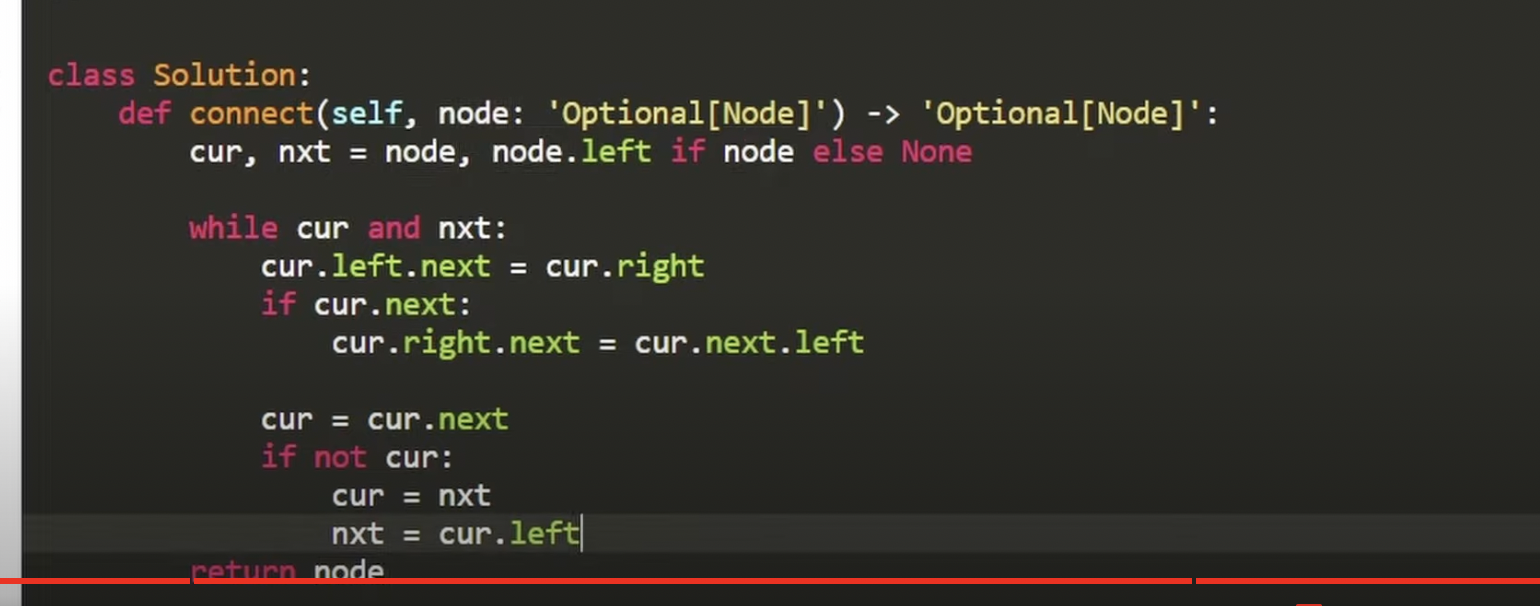 class Solution:
    def connect(self, node: 'Optional[Node]') -> 'Optional[Node]':
        cur, nxt = node, node.left if node else None
        while cur and nxt:
            cur.left.next = cur.right
            if cur.next:
                cur.right.next = cur.next.left
            cur = cur.next
            if not cur:
                cur = nxt
                nxt = cur.left
        return node